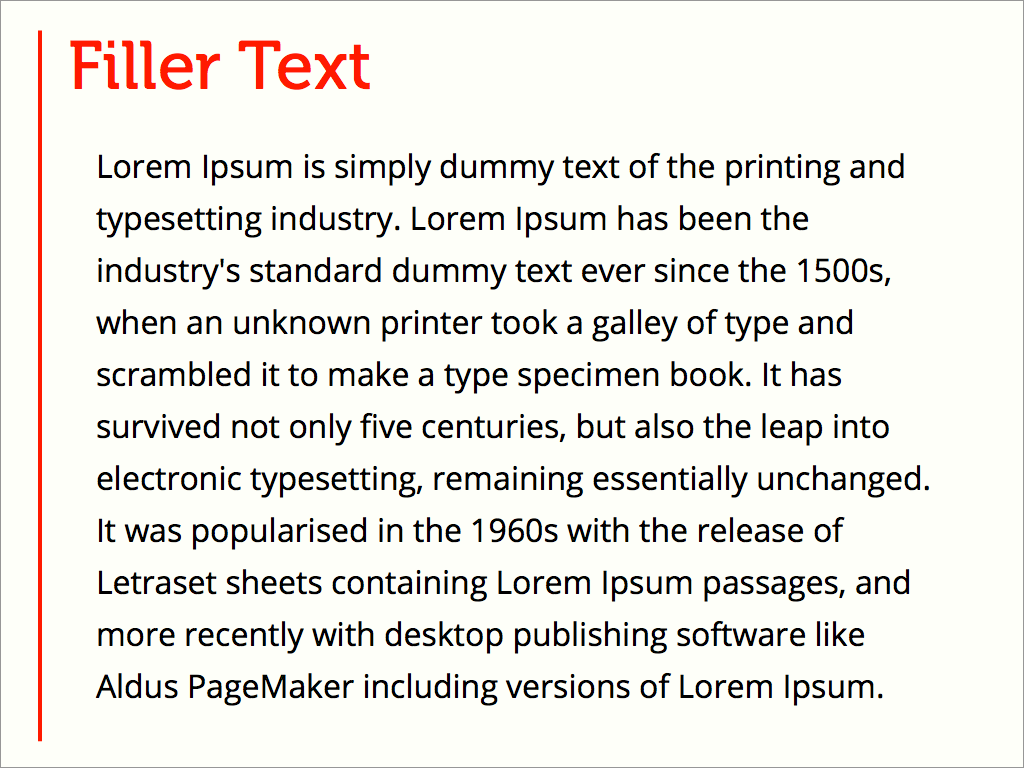 Filler Text
Lorem Ipsum is simply dummy text of the printing and
typesetting industry. Lorem Ipsum has been the
industry's standard dummy text ever since the 1500s,
when an unknown printer took a galley of type and
scrambled it to make a type specimen book. It has
survived not only five centuries, but also the leap into
electronic typesetting, remaining essentially unchanged.
It was popularised in the 1960s with the release of
Letraset sheets containing Lorem Ipsum passages, and
more recently with desktop publishing software like
Aldus PageMaker including versions of Lorem Ipsum.